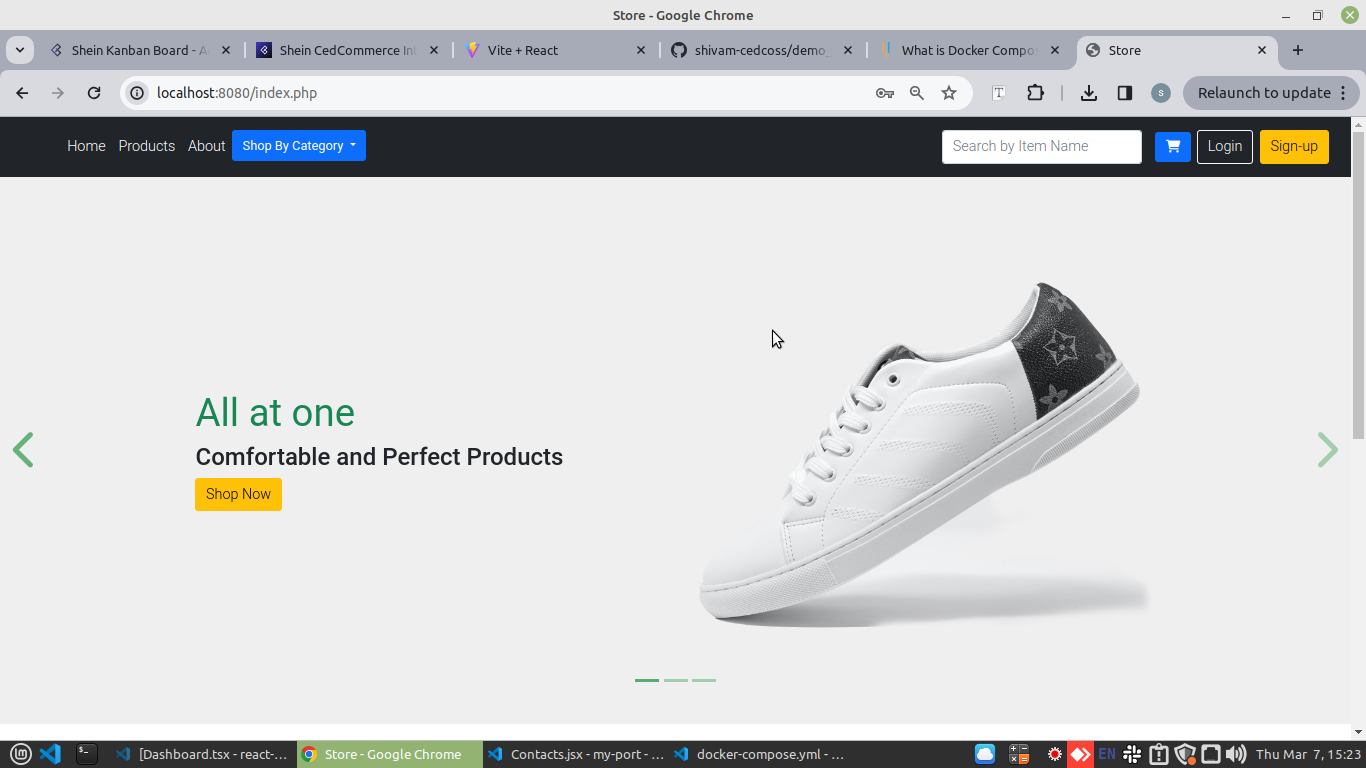 Store - Google Chrome
Shein Kanban Board - A
Shein CedCommerce Int
Vite + React
shivam-cedcoss/demo_
What is Docker Compos
Store
localhost:8080/index.php
T
s
Relaunch to update
Home
Products
About
Shop By Category
Search by Item Name
Login
Sign-up
All at one
Comfortable and Perfect Products
Shop Now
[Dashboard.tsx - react-...
Store - Google Chrome
Contacts.jsx - my-port - ...
docker-compose.yml - ...
EN
Thu Mar 7, 15:23